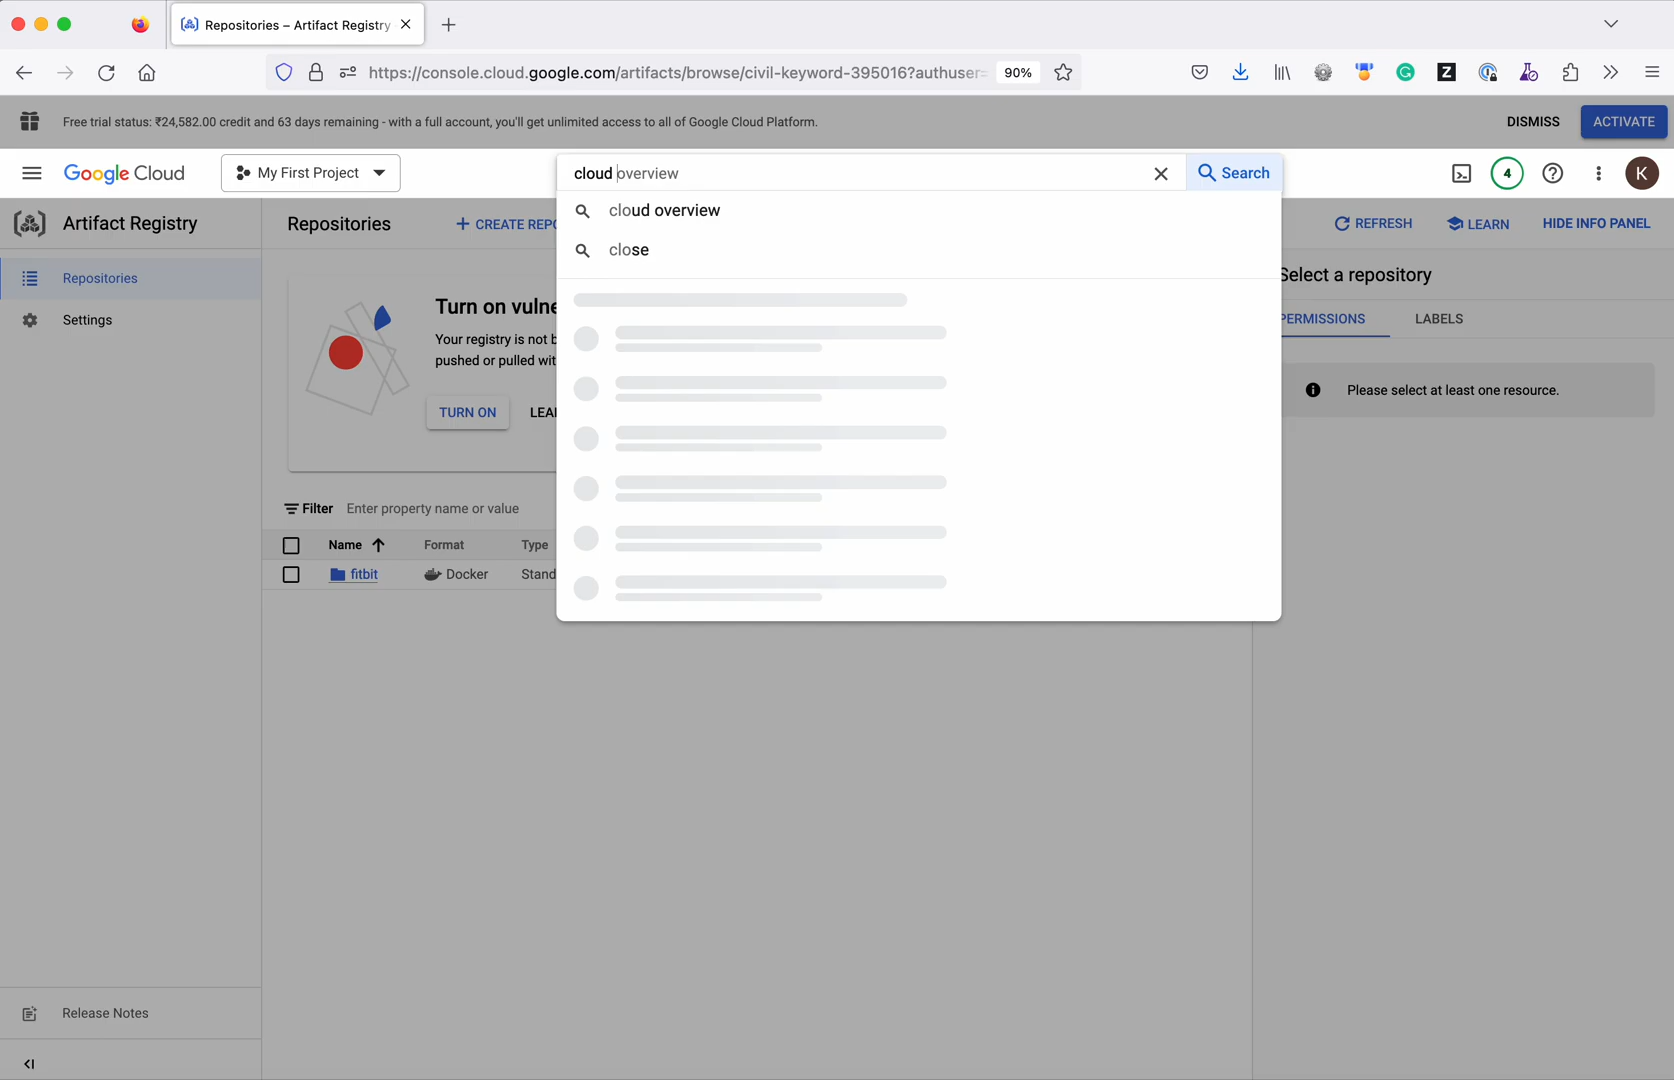 Repositories – Artifact Registry
https://console.cloud.google.com/artifacts/browse/civil-keyword-395016?authuser=
90%
Free trial status: ₹24,582.00 credit and 63 days remaining - with a full account, you'll get unlimited access to all of Google Cloud Platform.
DISMISS
ACTIVATE
Google Cloud
My First Project
cloud overview
Search
4
K
Artifact Registry
Repositories
CREATE REPO
cloud overview
close
REFRESH
LEARN
HIDE INFO PANEL
Repositories
Settings
Turn on vulne
Your registry is not b
pushed or pulled wit
TURN ON
LEA
Select a repository
PERMISSIONS
LABELS
Please select at least one resource.
Filter
Enter property name or value
Name
Format
Type
fitbit
Docker
Stand
Release Notes